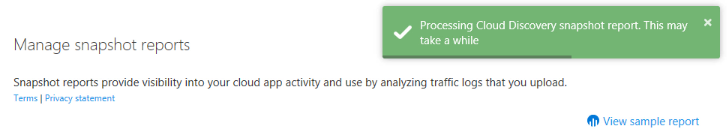 Processing Cloud Discovery snapshot report. This may
take a while
Manage snapshot reports
Snapshot reports provide visibility into your cloud app activity and use by analyzing traffic logs that you upload.
Terms | Privacy statement
View sample report